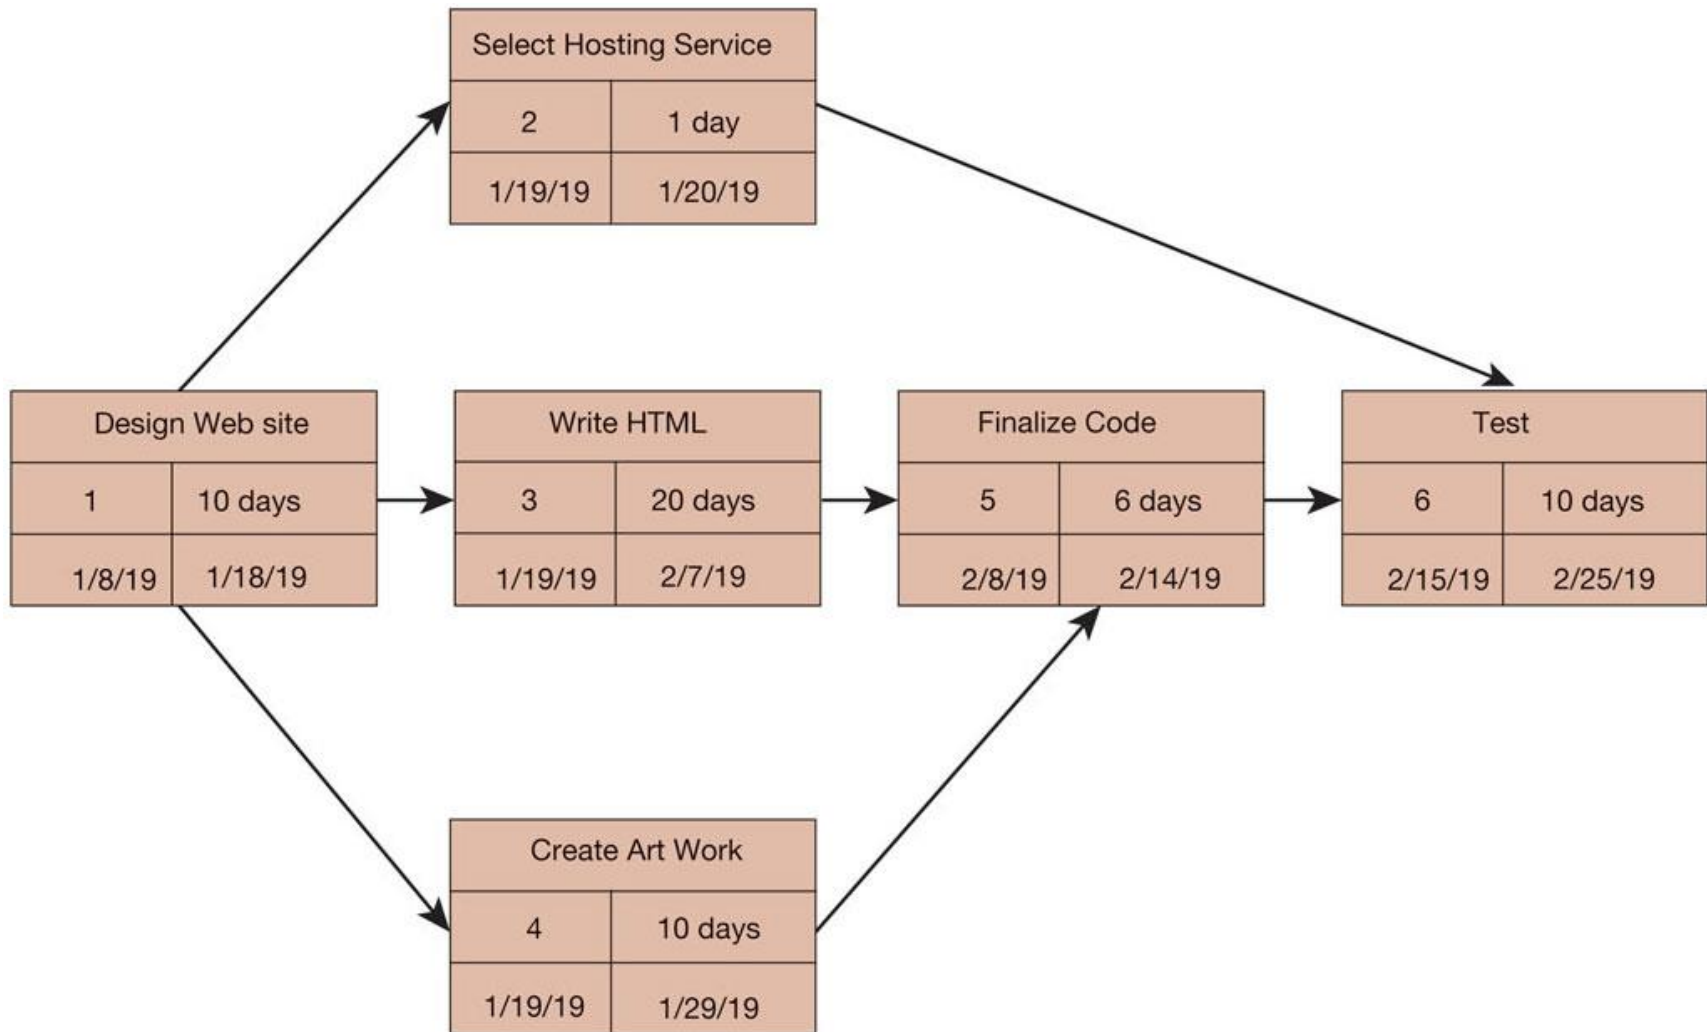 Select Hosting Service
2 1 day
1/19/19 1/20/19
Design Web site
1 10 days
1/8/19 1/18/19
Write HTML
3 20 days
1/19/19 2/7/19
Finalize Code
5 6 days
2/8/19 2/14/19
Test
6 10 days
2/15/19 2/25/19
Create Art Work
4 10 days
1/19/19 1/29/19